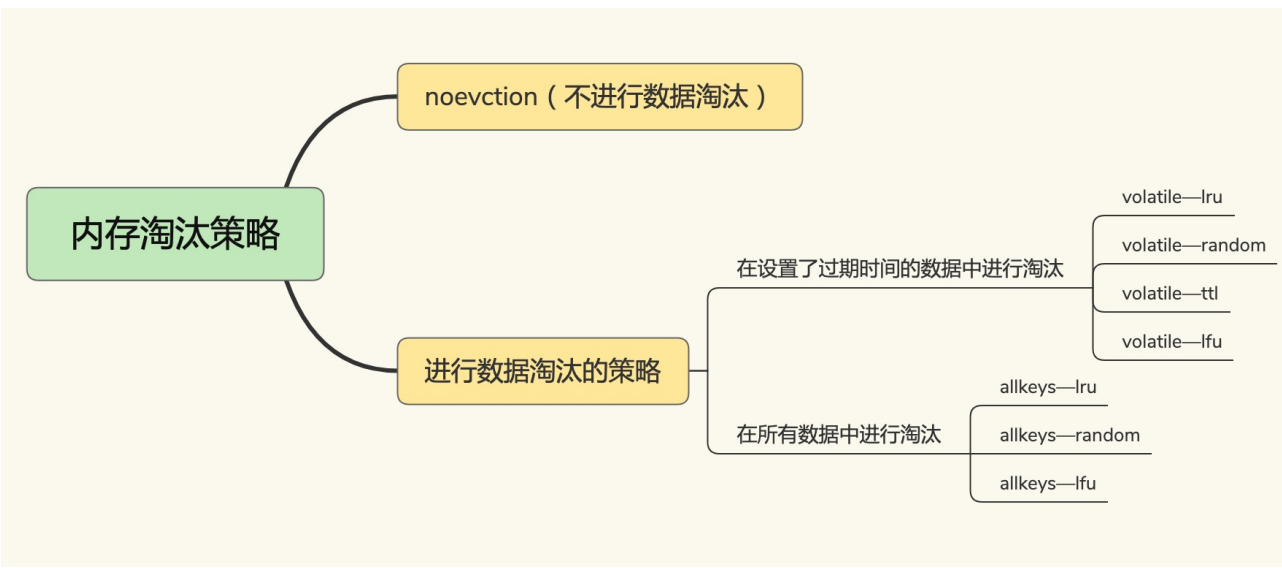 内存淘汰策略
noevction（不进行数据淘汰）
进行数据淘汰的策略
在设置了过期时间的数据中进行淘汰
volatile—lru
volatile—random
volatile—ttl
volatile—lfu
在所有数据中进行淘汰
allkeys—lru
allkeys—random
allkeys—lfu